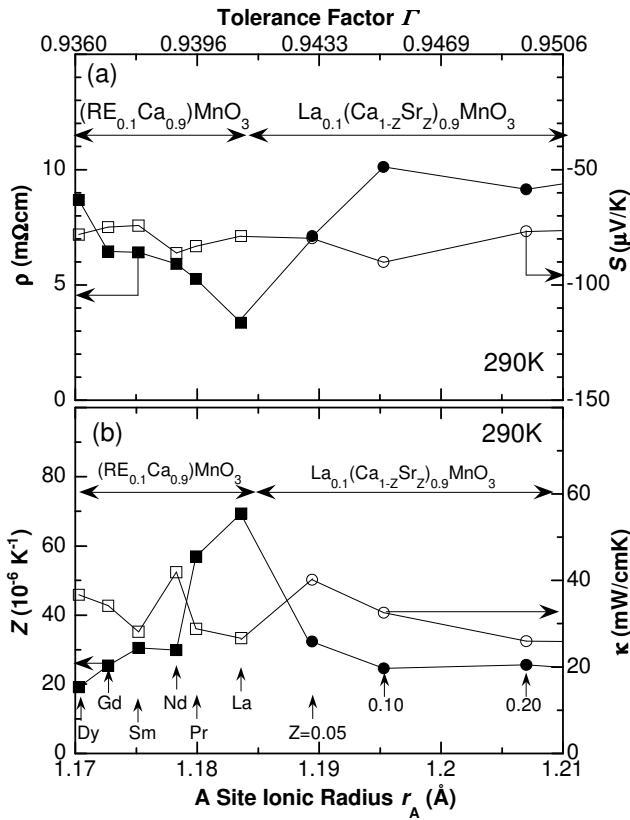 Tolerance Factor Γ
0.9360 0.9396 0.9433 0.9469 0.9506
(a)
(RE0.1Ca0.9)MnO3 La0.1(Ca1-ZSrZ)0.9MnO3
10 -50
5 -100
0 -150
ρ (mΩcm)
S (μV/K)
290K
(b) 290K
(RE0.1Ca0.9)MnO3 La0.1(Ca1-ZSrZ)0.9MnO3
80
60 60
40 40
20 20
0 0
Z (10-6 K-1)
κ (mW/cmK)
Gd Nd La 0.10 0.20
Dy Sm Pr Z=0.05
1.17 1.18 1.19 1.2 1.21
A Site Ionic Radius rA (Å)